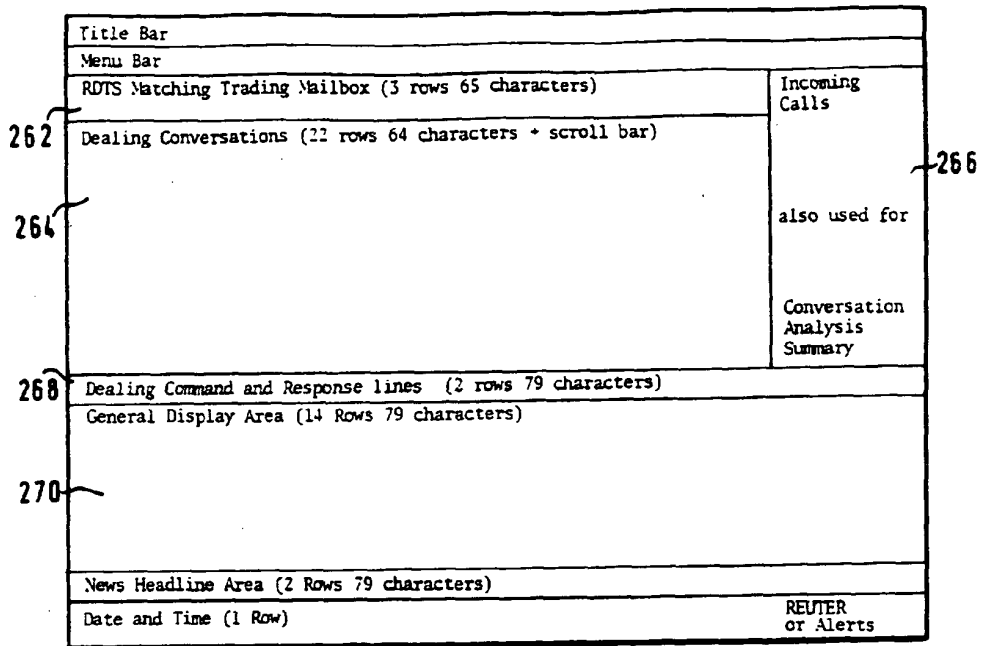 Title Bar
Menu Bar
RDTS Matching Trading Mailbox (3 rows 65 characters)
Incoming
Calls
262
Dealing Conversations (22 rows 64 characters + scroll bar)
266
264
also used for
Conversation
Analysis
Summary
268
Dealing Command and Response lines (2 rows 79 characters)
General Display Area (14 Rows 79 characters)
270
News Headline Area (2 Rows 79 characters)
Date and Time (1 Row)
REUTER
or Alerts